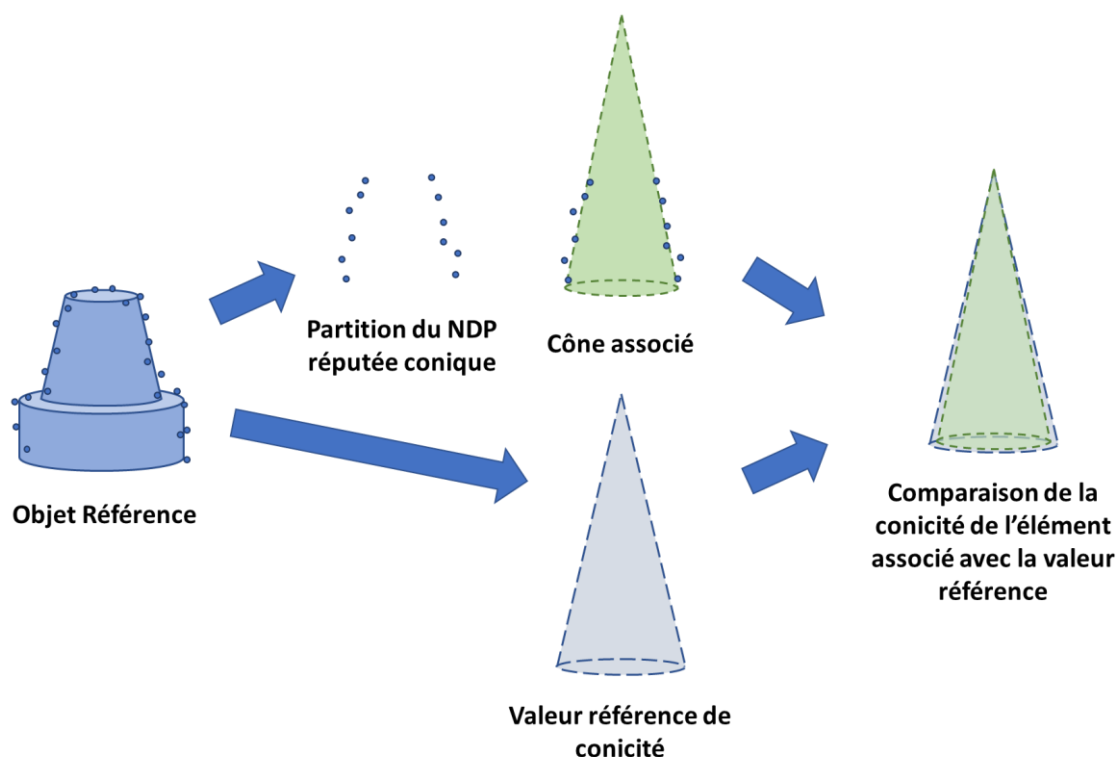 Objet Référence
Partition du NDP
réputée conique
Cône associé
Valeur référence de
conicité
Comparaison de la
conicité de l’élément
associé avec la valeur
référence